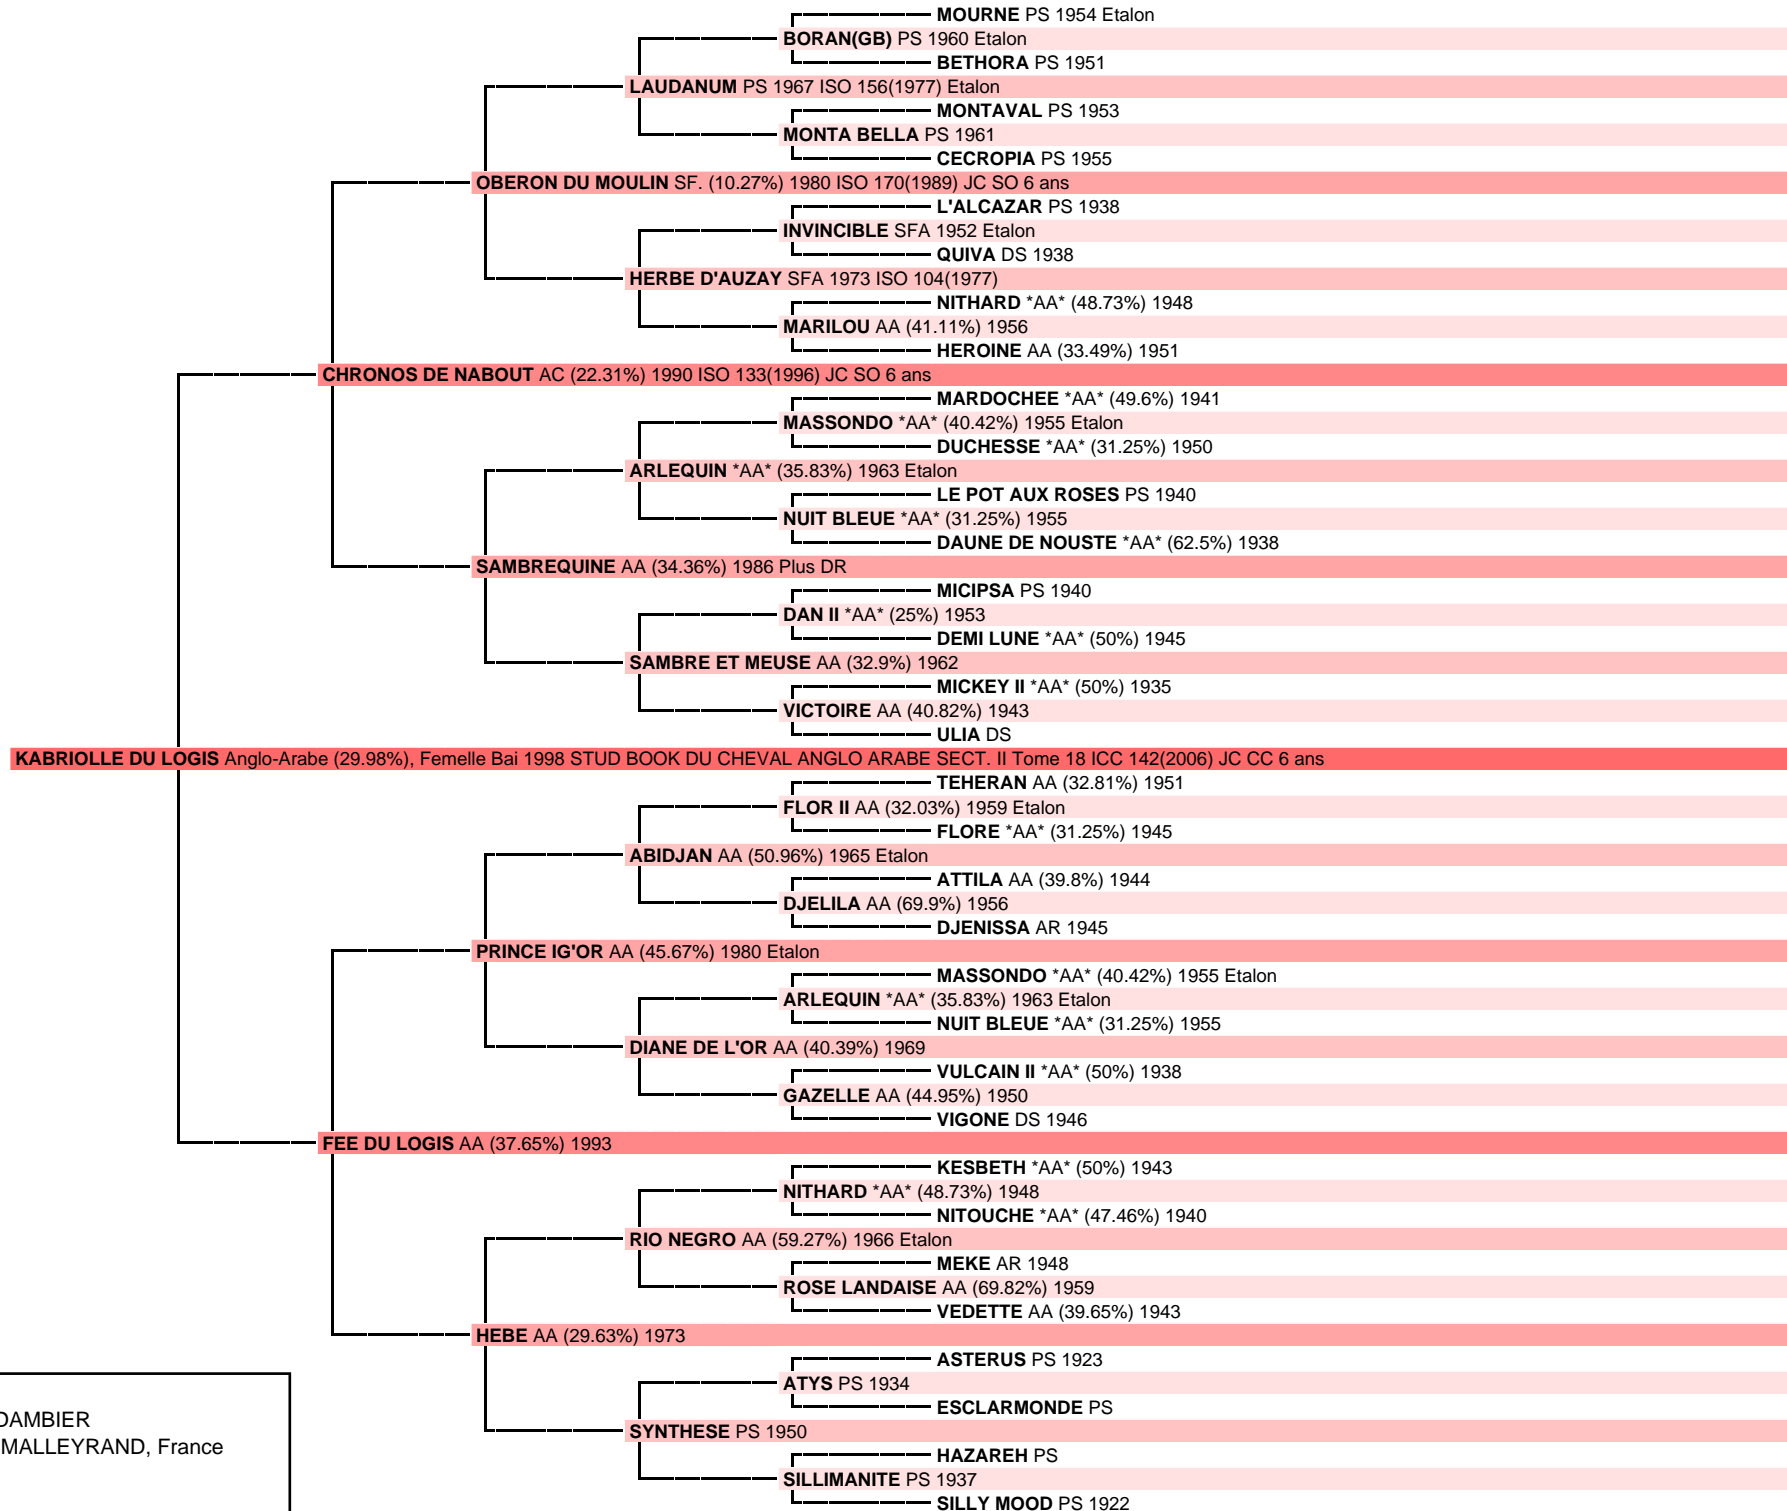 MOURNE PS 1954 Etalon
BORAN(GB) PS 1960 Etalon
BETHORA PS 1951
LAUDANUM PS 1967 ISO 156(1977) Etalon
MONTAVAL PS 1953
MONTA BELLA PS 1961
CECROPIA PS 1955
OBERON DU MOULIN SF. (10.27%) 1980 ISO 170(1989) JC SO 6 ans
L'ALCAZAR PS 1938
INVINCIBLE SFA 1952 Etalon
QUIVA DS 1938
HERBE D'AUZAY SFA 1973 ISO 104(1977)
NITHARD *AA* (48.73%) 1948
MARILOU AA (41.11%) 1956
HEROINE AA (33.49%) 1951
CHRONOS DE NABOUT AC (22.31%) 1990 ISO 133(1996) JC SO 6 ans
MARDOCHEE *AA* (49.6%) 1941
MASSONDO *AA* (40.42%) 1955 Etalon
DUCHESSE *AA* (31.25%) 1950
ARLEQUIN *AA* (35.83%) 1963 Etalon
LE POT AUX ROSES PS 1940
NUIT BLEUE *AA* (31.25%) 1955
DAUNE DE NOUSTE *AA* (62.5%) 1938
SAMBREQUINE AA (34.36%) 1986 Plus DR
MICIPSA PS 1940
DAN II *AA* (25%) 1953
DEMI LUNE *AA* (50%) 1945
SAMBRE ET MEUSE AA (32.9%) 1962
MICKEY II *AA* (50%) 1935
VICTOIRE AA (40.82%) 1943
ULIA DS
KABRIOLLE DU LOGIS Anglo-Arabe (29.98%), Femelle Bai 1998 STUD BOOK DU CHEVAL ANGLO ARABE SECT. II Tome 18 ICC 142(2006) JC CC 6 ans
TEHERAN AA (32.81%) 1951
FLOR II AA (32.03%) 1959 Etalon
FLORE *AA* (31.25%) 1945
ABIDJAN AA (50.96%) 1965 Etalon
ATTILA AA (39.8%) 1944
DJELILA AA (69.9%) 1956
DJENISSA AR 1945
PRINCE IG'OR AA (45.67%) 1980 Etalon
MASSONDO *AA* (40.42%) 1955 Etalon
ARLEQUIN *AA* (35.83%) 1963 Etalon
NUIT BLEUE *AA* (31.25%) 1955
DIANE DE L'OR AA (40.39%) 1969
VULCAIN II *AA* (50%) 1938
GAZELLE AA (44.95%) 1950
VIGONE DS 1946
FEE DU LOGIS AA (37.65%) 1993
KESBETH *AA* (50%) 1943
NITHARD *AA* (48.73%) 1948
NITOUCHE *AA* (47.46%) 1940
RIO NEGRO AA (59.27%) 1966 Etalon
MEKE AR 1948
ROSE LANDAISE AA (69.82%) 1959
VEDETTE AA (39.65%) 1943
HEBE AA (29.63%) 1973
ASTERUS PS 1923
ATYS PS 1934
ESCLARMONDE PS
SYNTHESE PS 1950
HAZAREH PS
SILLIMANITE PS 1937
SILLY MOOD PS 1922
DAMBIER
MALLEYRAND, France